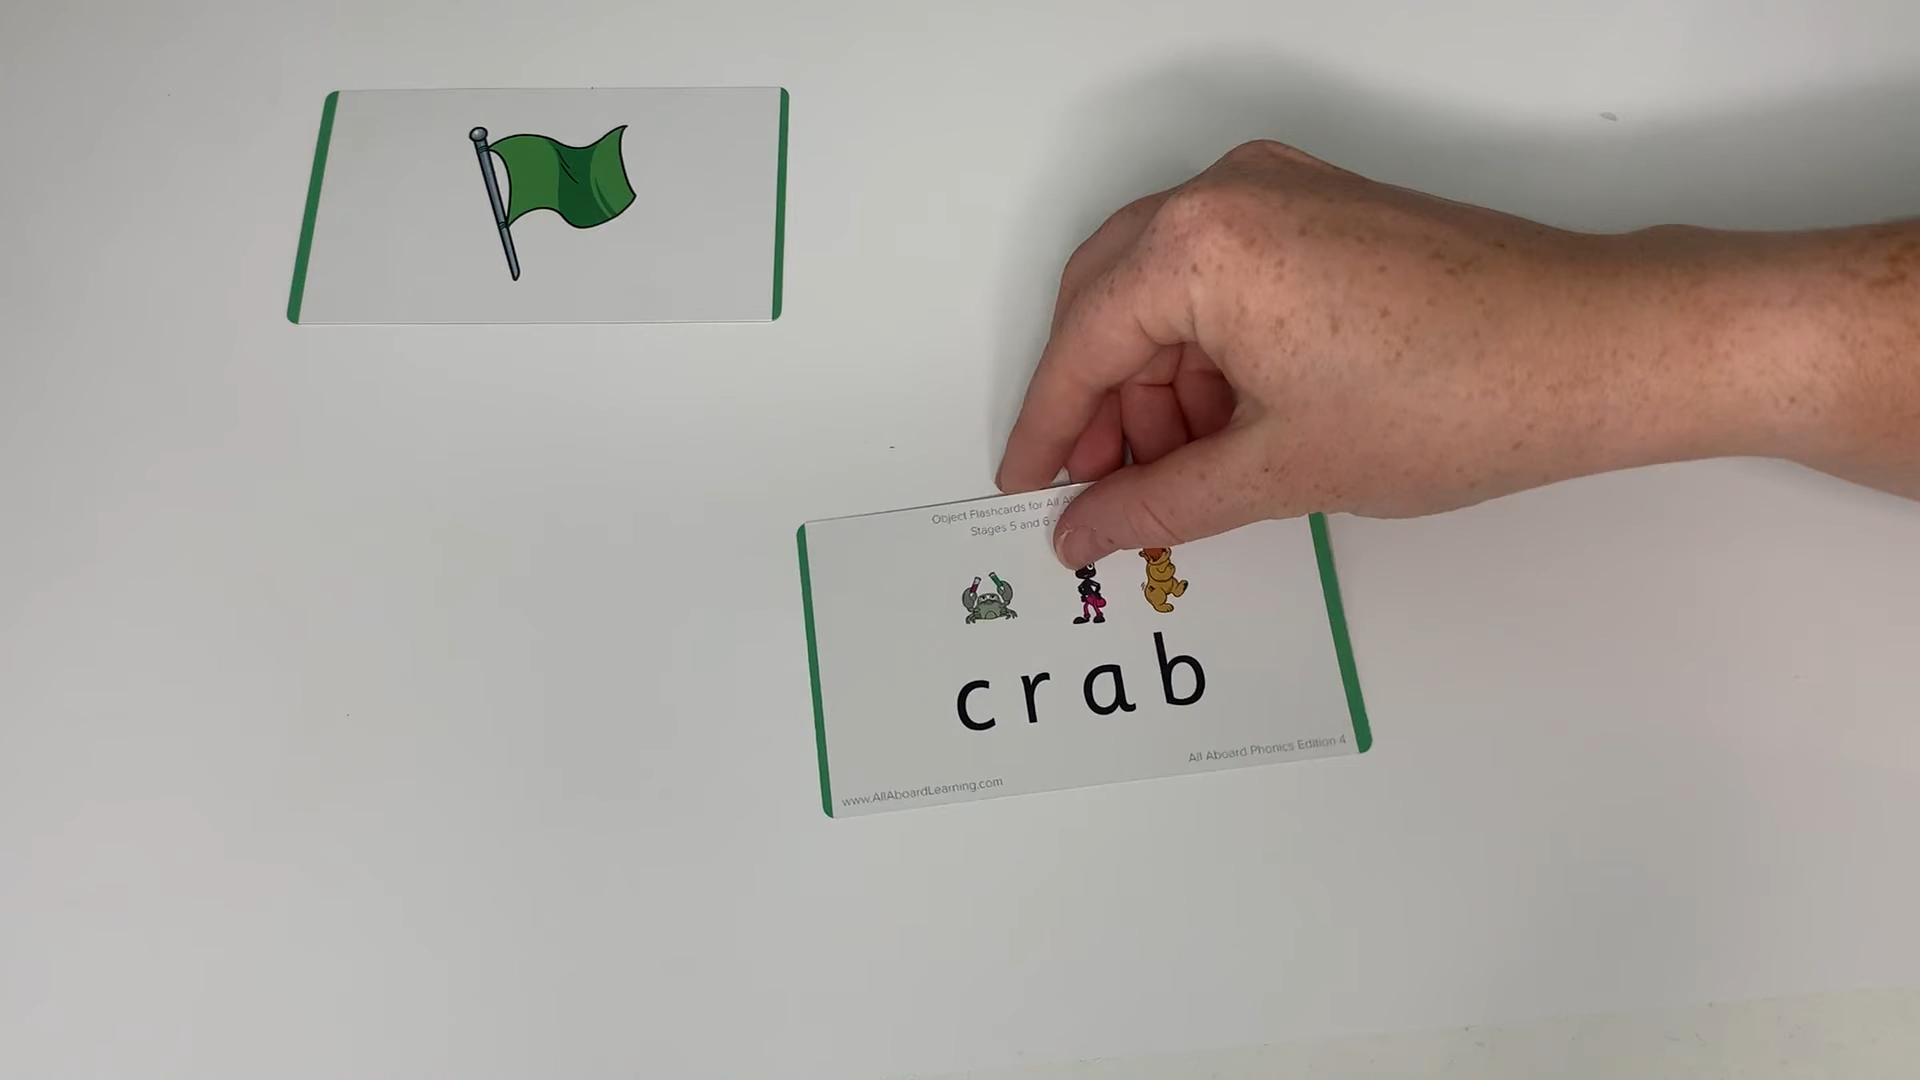 Object Flashcards for All
Stages 5 and 6
crab
www.AllAboardLearning.com
All Aboard Phonics Edition 4